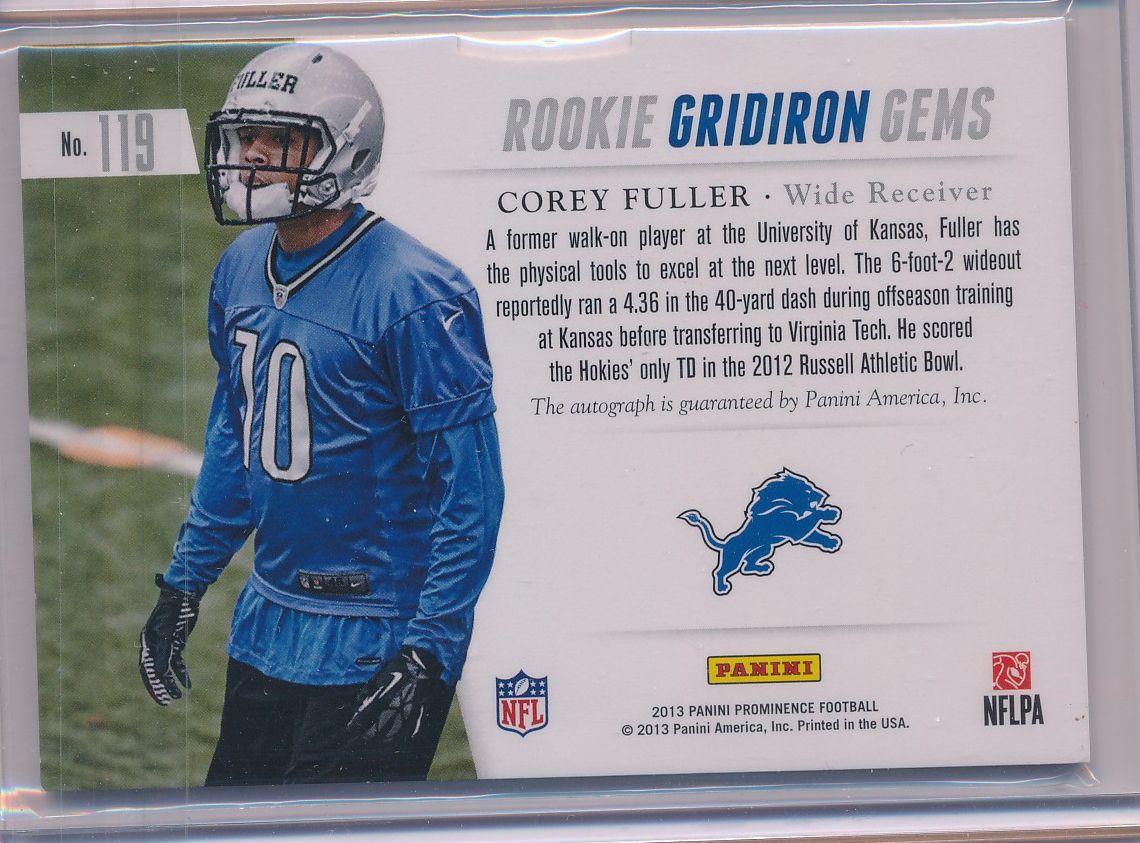 FULLER
No. 119
ROOKIE GRIDIRON GEMS
COREY FULLER · Wide Receiver
A former walk-on player at the University of Kansas, Fuller has
the physical tools to excel at the next level. The 6-foot-2 wideout
reportedly ran a 4.36 in the 40-yard dash during offseason training
at Kansas before transferring to Virginia Tech. He scored
the Hokies' only TD in the 2012 Russell Athletic Bowl.
The autograph is guaranteed by Panini America, Inc.
10
PANINI
NFL
NFLPA
2013 PANINI PROMINENCE FOOTBALL
© 2013 Panini America, Inc. Printed in the USA.